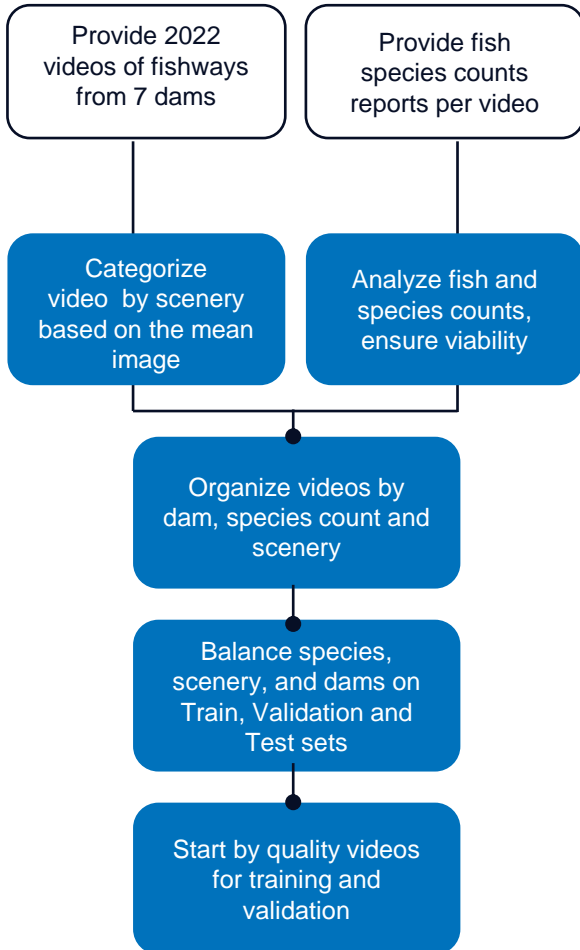 Provide 2022
videos of fishways
from 7 dams
Provide fish
species counts
reports per video
Categorize
video  by scenery
based on the mean
image
Analyze fish and
species counts,
ensure viability
Organize videos by
dam, species count and
scenery
Balance species,
scenery, and dams on
Train, Validation and
Test sets
Start by quality videos
for training and
validation